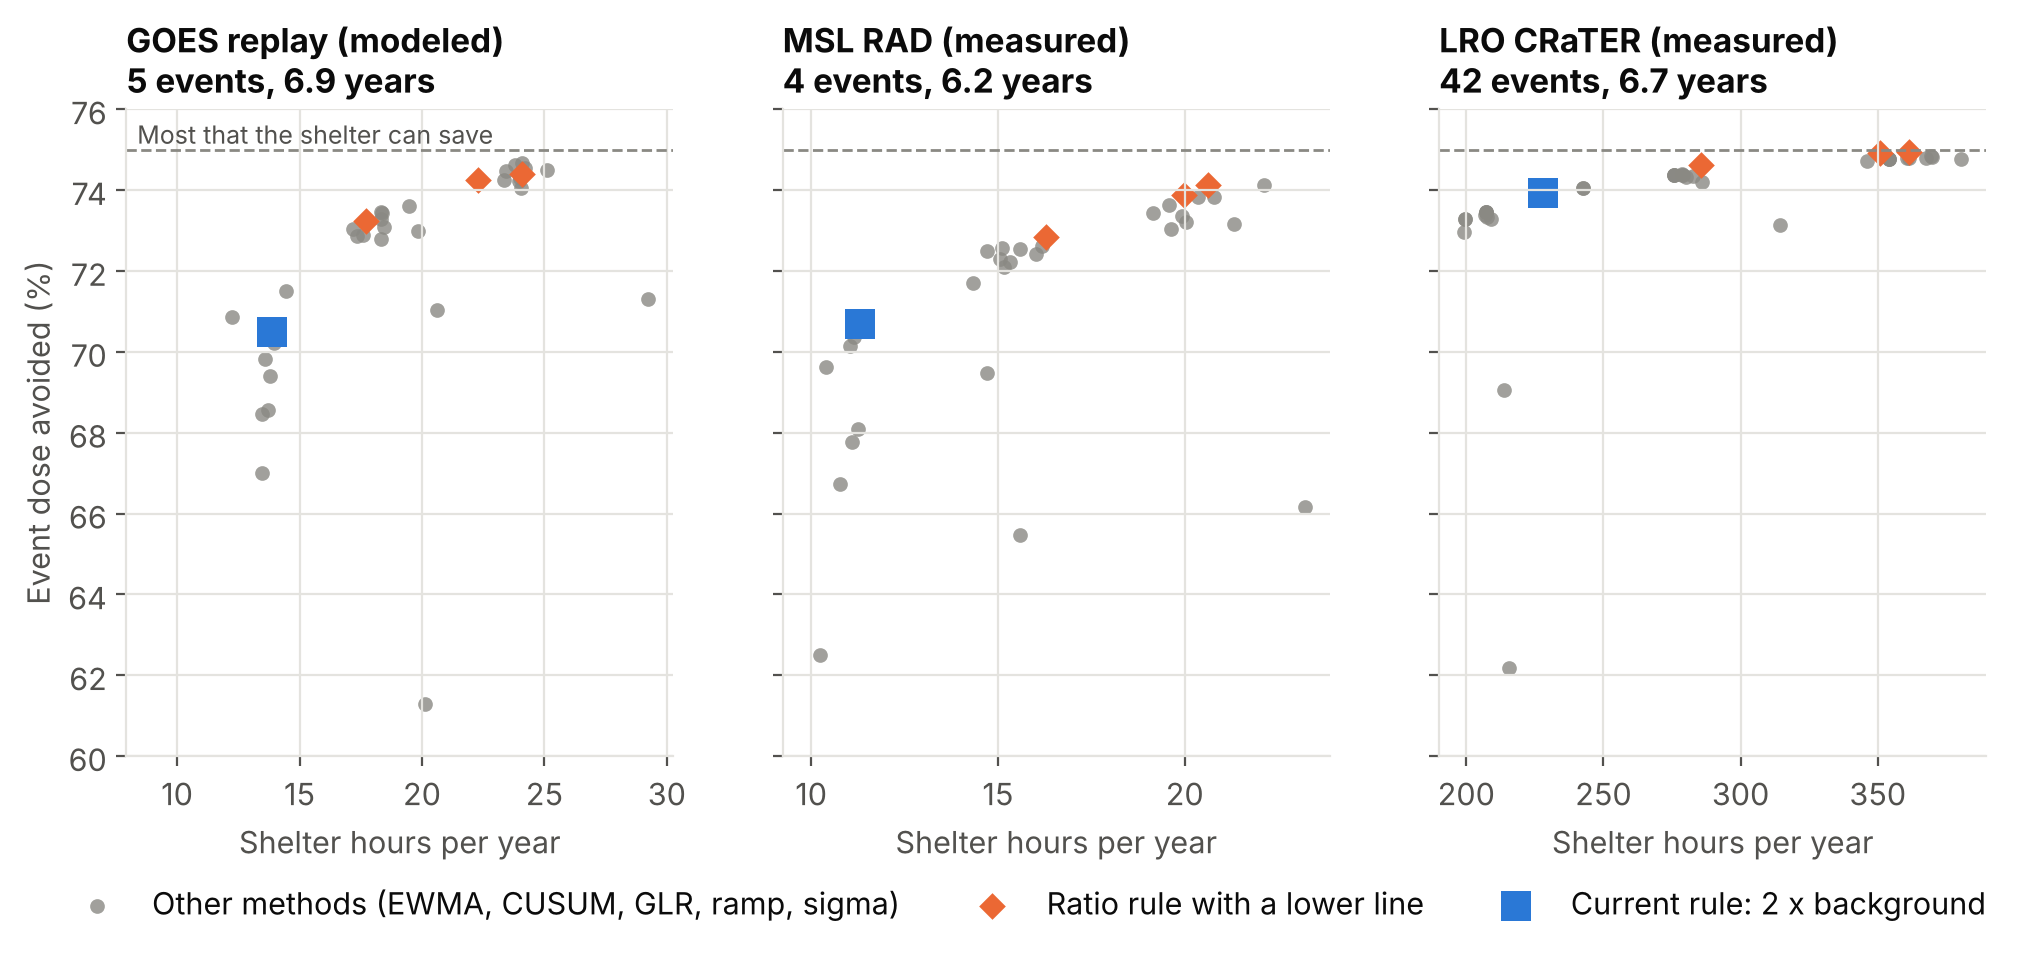 GOES replay (modeled)
5 events, 6.9 years
MSL RAD (measured)
4 events, 6.2 years
LRO CRaTER (measured)
42 events, 6.7 years
Most that the shelter can save
Event dose avoided (%)
76
74
72
70
68
66
64
62
60
10 15 20 25 30
10 15 20
200 250 300 350
Shelter hours per year
Shelter hours per year
Shelter hours per year
Other methods (EWMA, CUSUM, GLR, ramp, sigma)
Ratio rule with a lower line
Current rule: 2 x background